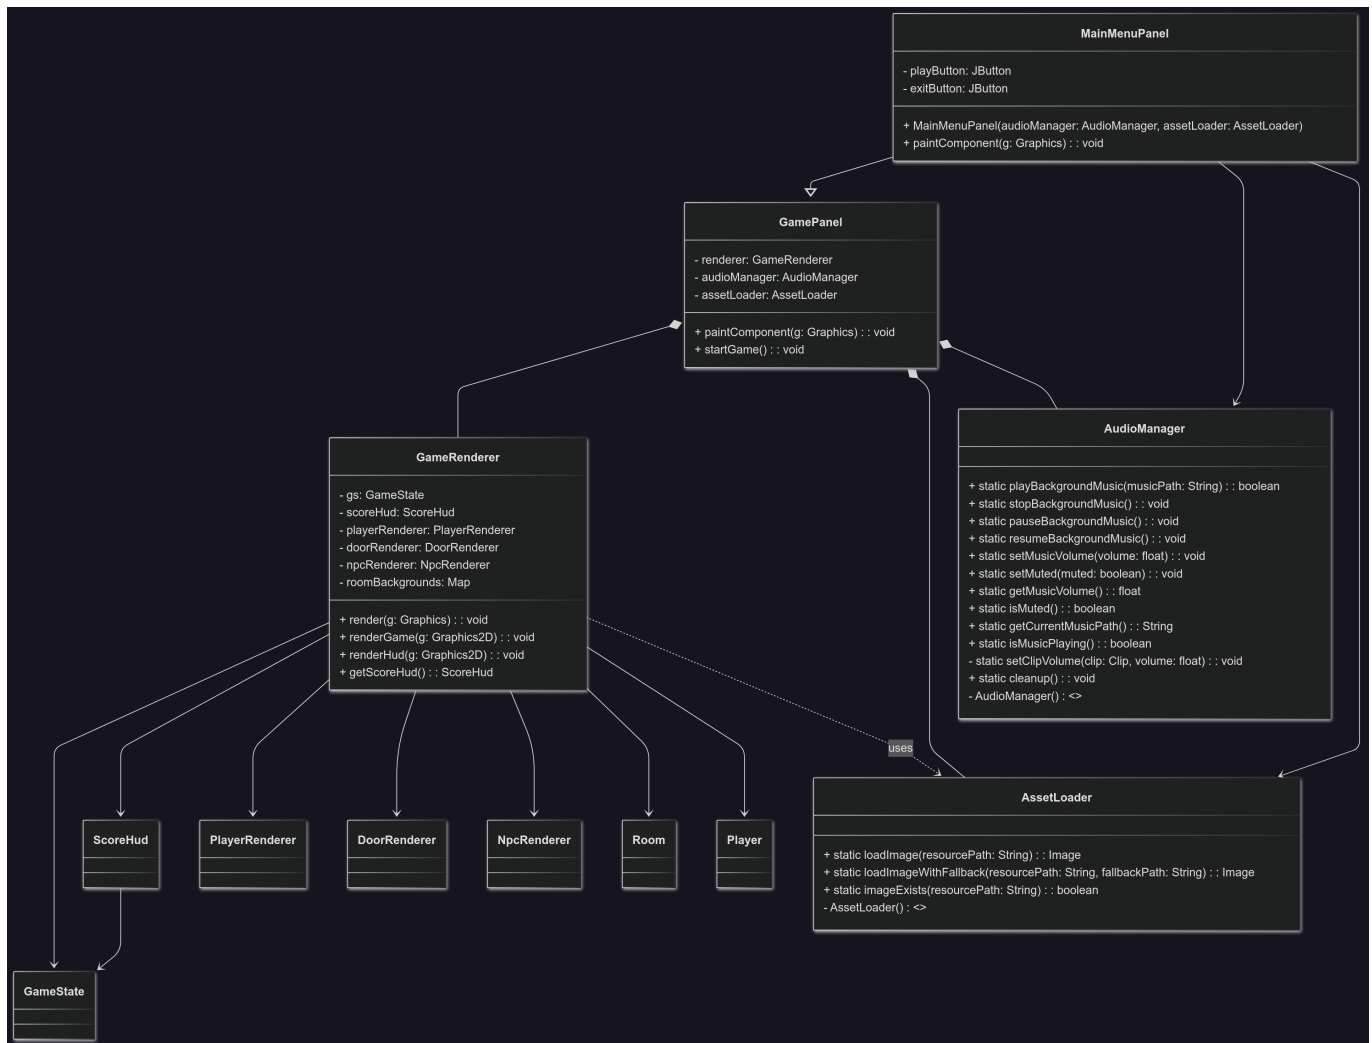 MainMenuPanel
- playButton: JButton
- exitButton: JButton
+ MainMenuPanel(audioManager: AudioManager, assetLoader: AssetLoader)
+ paintComponent(g: Graphics) : : void
GamePanel
- renderer: GameRenderer
- audioManager: AudioManager
- assetLoader: AssetLoader
+ paintComponent(g: Graphics) : : void
+ startGame() : : void
AudioManager
+ static playBackgroundMusic(musicPath: String) : : boolean
+ static stopBackgroundMusic() : : void
+ static pauseBackgroundMusic() : : void
+ static resumeBackgroundMusic() : : void
+ static setMusicVolume(volume: float) : : void
+ static setMuted(muted: boolean) : : void
+ static getMusicVolume() : : float
+ static isMuted() : : boolean
+ static getCurrentMusicPath() : : String
+ static isMusicPlaying() : : boolean
- static setClipVolume(clip: Clip, volume: float) : : void
+ static cleanup() : : void
- AudioManager() : <>
GameRenderer
- gs: GameState
- scoreHud: ScoreHud
- playerRenderer: PlayerRenderer
- doorRenderer: DoorRenderer
- npcRenderer: NpcRenderer
- roomBackgrounds: Map
+ render(g: Graphics) : : void
+ renderGame(g: Graphics2D) : : void
+ renderHud(g: Graphics2D) : : void
+ getScoreHud() : : ScoreHud
uses
AssetLoader
+ static loadImage(resourcePath: String) : : Image
+ static loadImageWithFallback(resourcePath: String, fallbackPath: String) : : Image
+ static imageExists(resourcePath: String) : : boolean
- AssetLoader() : <>
ScoreHud
PlayerRenderer
DoorRenderer
NpcRenderer
Room
Player
GameState